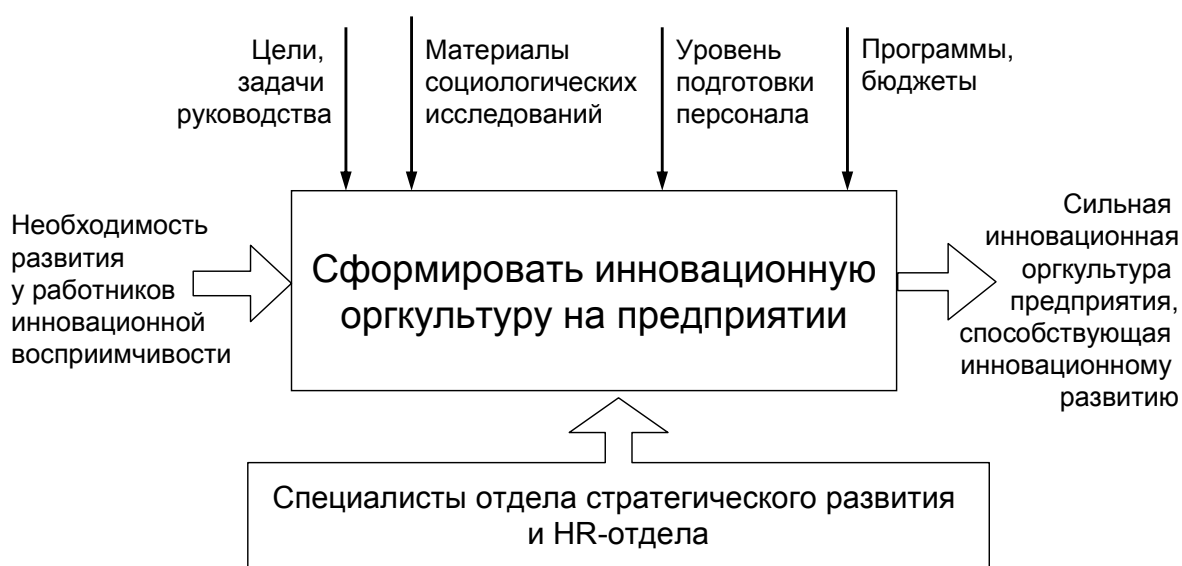 Цели,
задачи
руководства
Материалы
социологических
исследований
Уровень
подготовки
персонала
Программы,
бюджеты
Необходимость
развития
у работников
инновационной
восприимчивости
Сформировать инновационную
оргкультуру на предприятии
Сильная
инновационная
оргкультура
предприятия,
способствующая
инновационному
развитию
Специалисты отдела стратегического развития
и HR-отдела